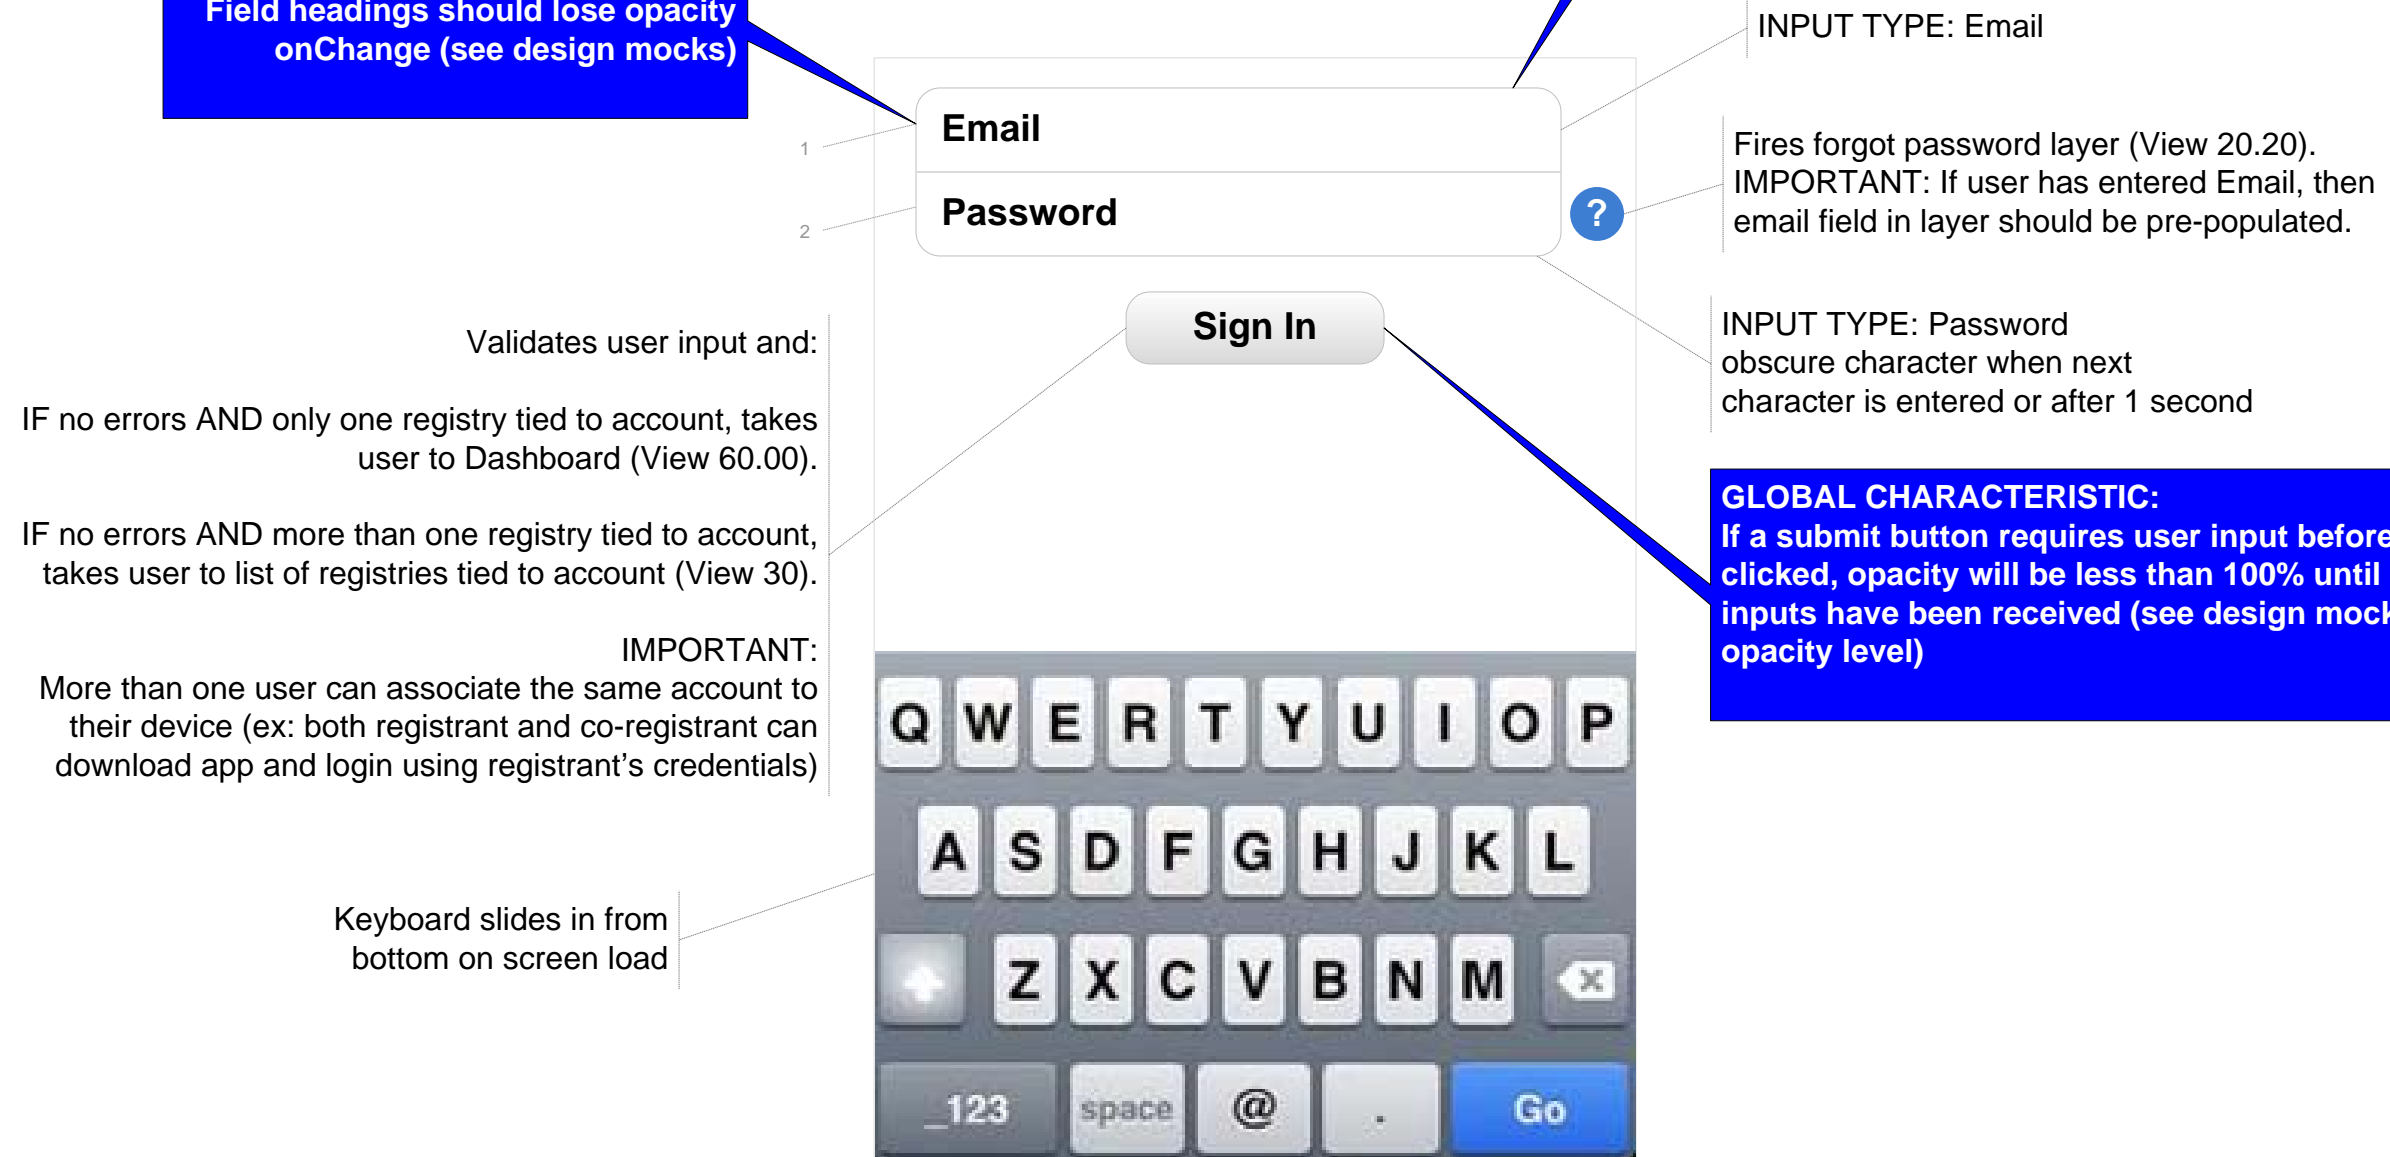 Field headings should lose opacity
onChange (see design mocks)
INPUT TYPE: Email
Email
1
Fires forgot password layer (View 20.20).
IMPORTANT: If user has entered Email, then
email field in layer should be pre-populated.
Password
?
2
Sign In
INPUT TYPE: Password
obscure character when next
character is entered or after 1 second
Validates user input and:
IF no errors AND only one registry tied to account, takes
user to Dashboard (View 60.00).
IF no errors AND more than one registry tied to account,
takes user to list of registries tied to account (View 30).
IMPORTANT:
More than one user can associate the same account to
their device (ex: both registrant and co-registrant can
download app and login using registrant’s credentials)
GLOBAL CHARACTERISTIC:
If a submit button requires user input before
clicked, opacity will be less than 100% until
inputs have been received (see design mock
opacity level)
Q W E R T Y U I O P
A S D F G H J K L
Z X C V B N M
_123 space @ . Go
Keyboard slides in from
bottom on screen load